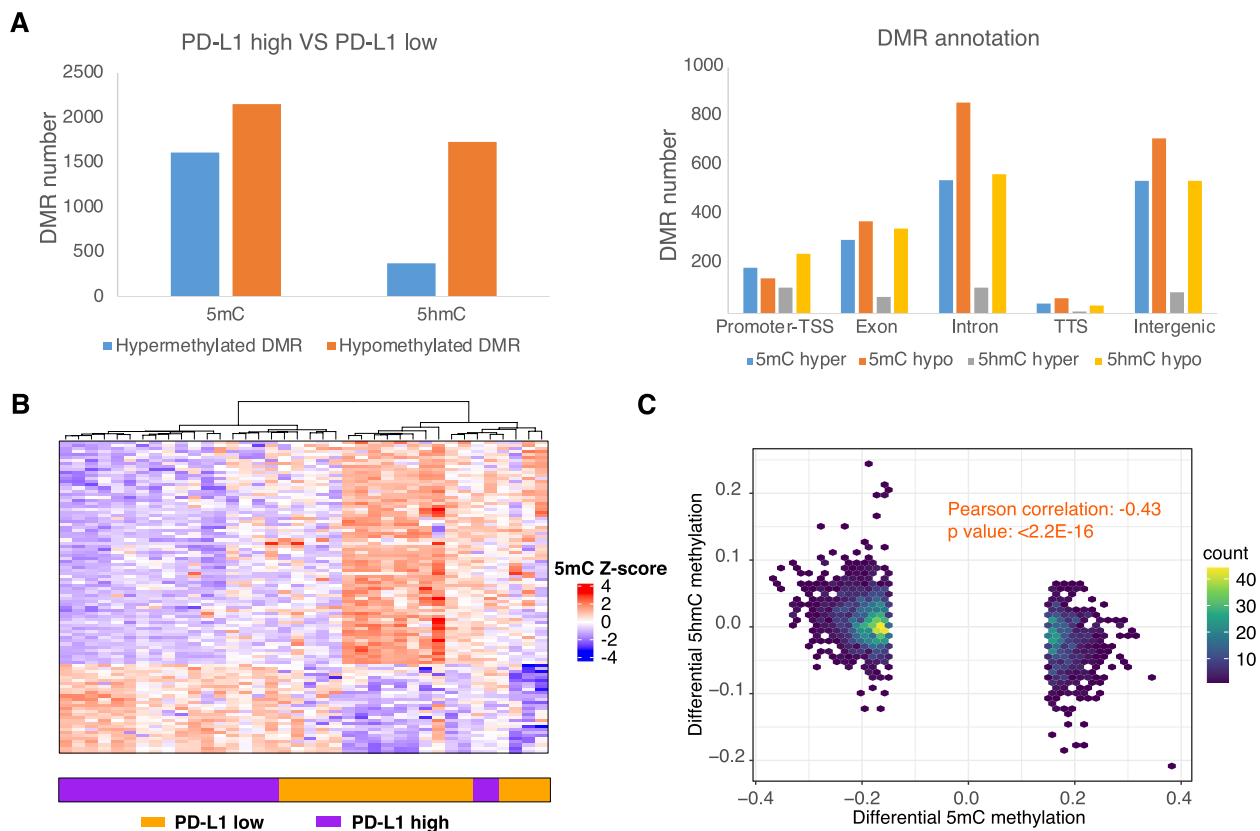 A
PD-L1 high VS PD-L1 low
DMR number
2500
2000
1500
1000
500
0
5mC
5hmC
Hypermethylated DMR
Hypomethylated DMR
DMR annotation
DMR number
1000
800
600
400
200
Promoter-TSS
Exon
Intron
TTS
Intergenic
5mC hyper
5mC hypo
5hmC hyper
5hmC hypo
B
5mC Z-score
4
2
0
-2
-4
PD-L1 low
PD-L1 high
C
Differential 5hmC methylation
0.2
0.1
0.0
−0.1
−0.2
Pearson correlation: -0.43
p value: <2.2E-16
−0.4
−0.2
0.0
0.2
0.4
Differential 5mC methylation
count
40
30
20
10